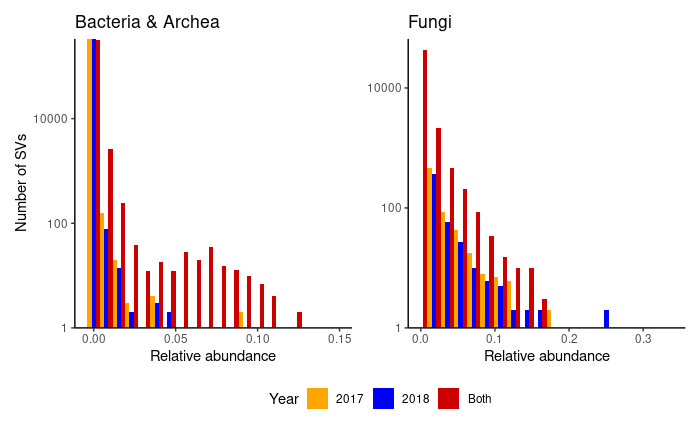 Bacteria & Archea
Fungi
Number of SVs
10000
100
1
0.00
0.05
0.10
0.15
Relative abundance
10000
100
1
0.0
0.1
0.2
0.3
Relative abundance
Year
2017
2018
Both